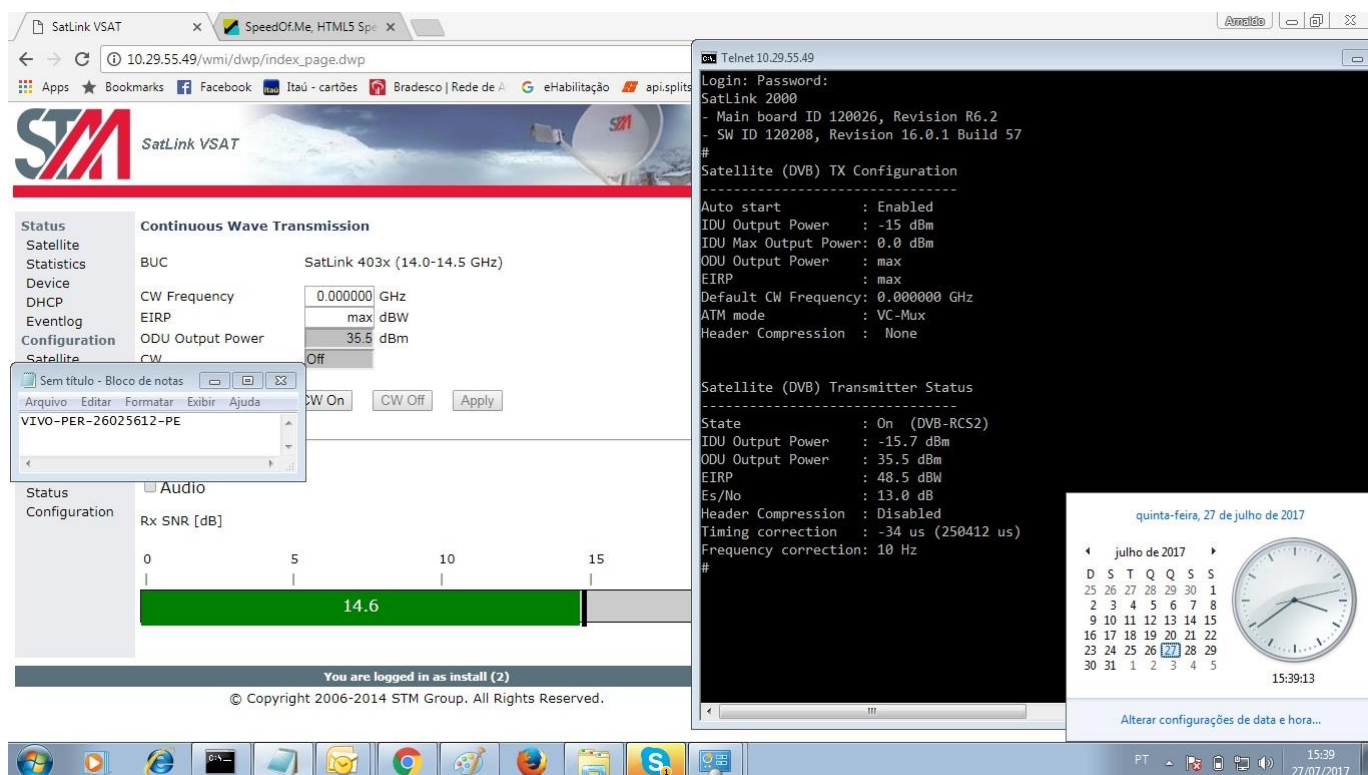 SatLink VSAT
SpeedOf.Me, HTML5 Spe
Arnaldo
10.29.55.49/wmi/dwp/index_page.dwp
Apps
Bookmarks
Facebook
Itaú - cartões
Bradesco | Rede de A
eHabilitação
api.splits
STM
SatLink VSAT
STM
Status
Satellite
Statistics
Device
DHCP
Eventlog
Configuration
Satellite
Continuous Wave Transmission
BUC SatLink 403x (14.0-14.5 GHz)
CW Frequency 0.000000 GHz
EIRP max dBW
ODU Output Power 35.5 dBm
CW Off
CW On CW Off Apply
Sem título - Bloco de notas
Arquivo Editar Formatar Exibir Ajuda
VIVO-PER-26025612-PE
Status
Configuration
Audio
Rx SNR [dB]
0 5 10 15
14.6
You are logged in as install (2)
© Copyright 2006-2014 STM Group. All Rights Reserved.
Telnet 10.29.55.49
Login: Password:
SatLink 2000
- Main board ID 120026, Revision R6.2
- SW ID 120208, Revision 16.0.1 Build 57
#
Satellite (DVB) TX Configuration
--------------------------------
Auto start : Enabled
IDU Output Power : -15 dBm
IDU Max Output Power: 0.0 dBm
ODU Output Power : max
EIRP : max
Default CW Frequency: 0.000000 GHz
ATM mode : VC-Mux
Header Compression : None
Satellite (DVB) Transmitter Status
--------------------------------
State : On (DVB-RCS2)
IDU Output Power : -15.7 dBm
ODU Output Power : 35.5 dBm
EIRP : 48.5 dBW
Es/No : 13.0 dB
Header Compression : Disabled
Timing correction : -34 us (250412 us)
Frequency correction: 10 Hz
#
quinta-feira, 27 de julho de 2017
julho de 2017
D S T Q Q S S
25 26 27 28 29 30 1
2 3 4 5 6 7 8
9 10 11 12 13 14 15
16 17 18 19 20 21 22
23 24 25 26 27 28 29
30 31 1 2 3 4 5
15:39:13
Alterar configurações de data e hora...
PT
15:39
27/07/2017